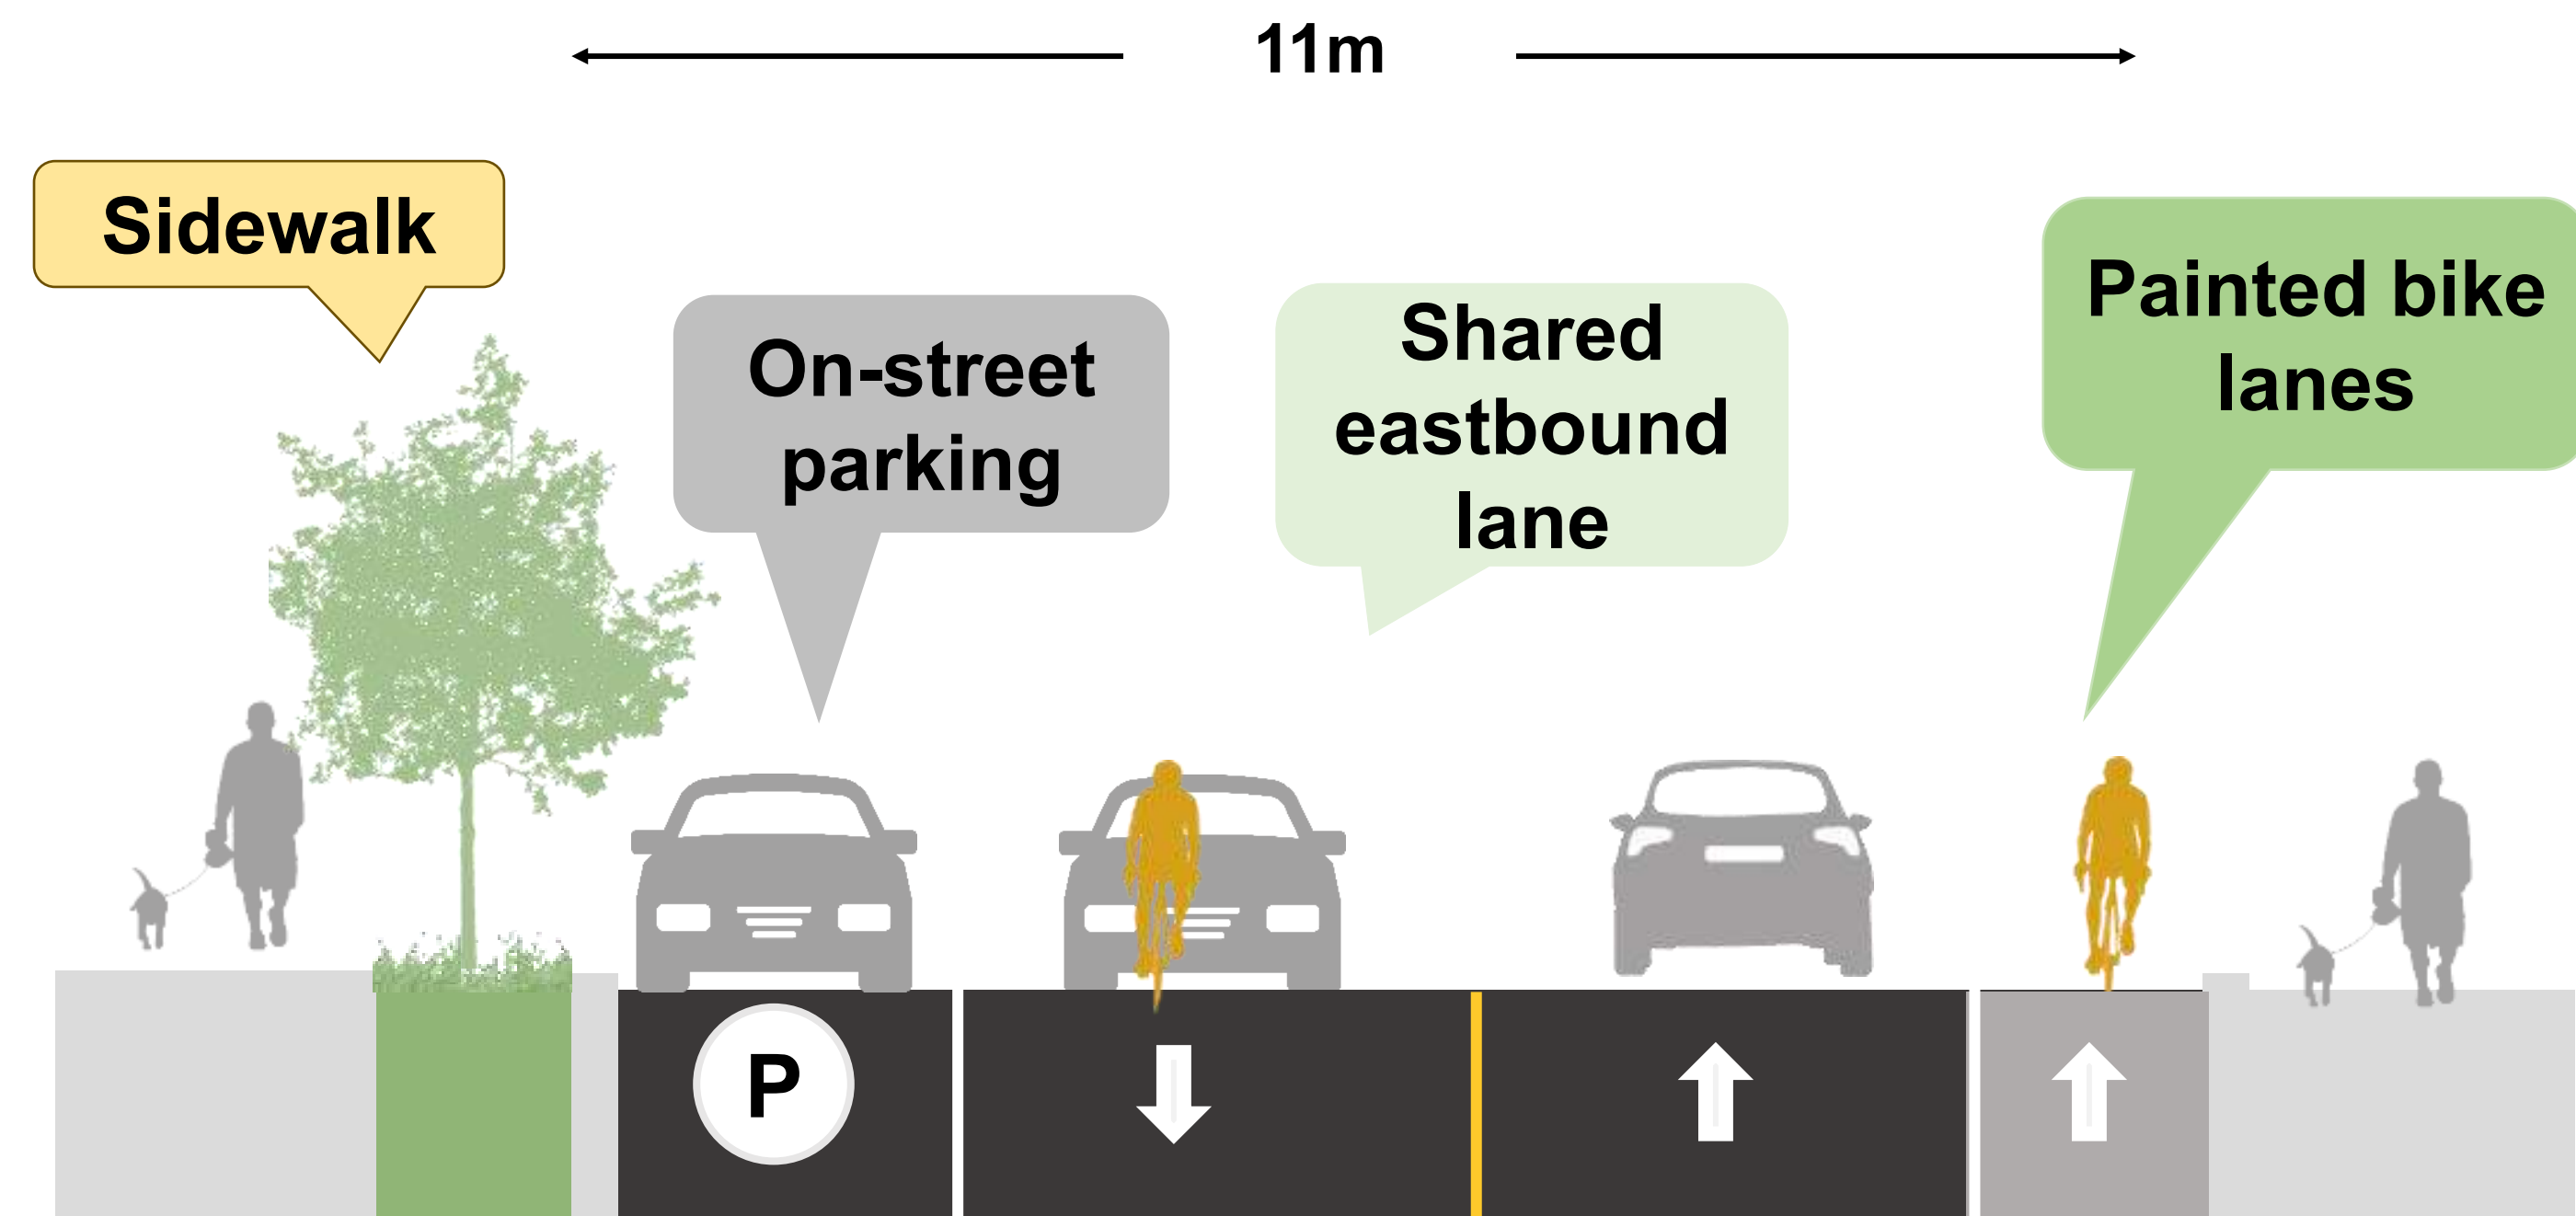 11m
Sidewalk
On-street
parking
Shared
eastbound
lane
Painted bike
lanes
P